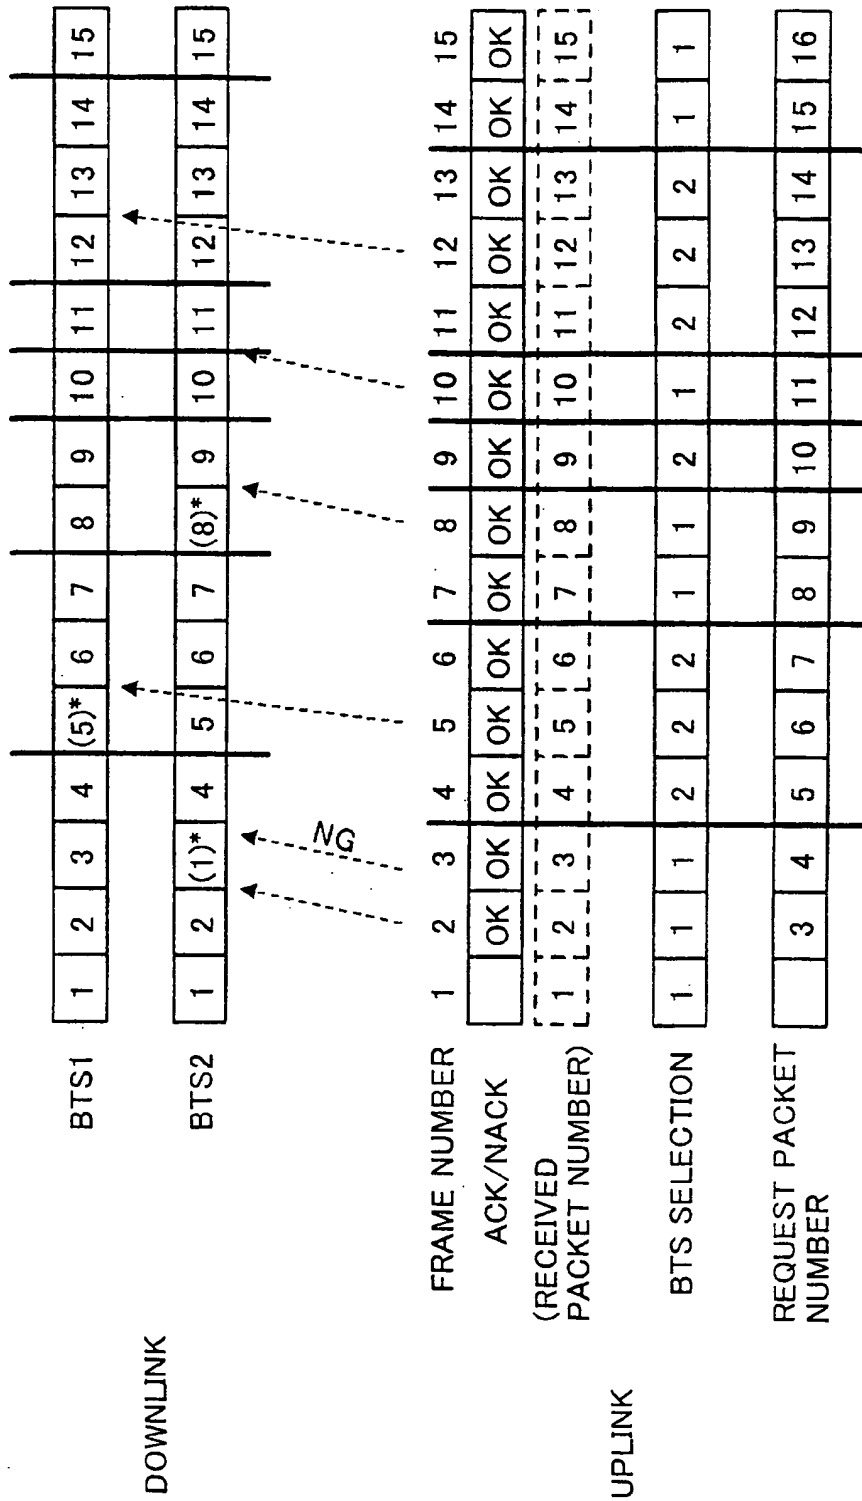 DOWNLINK
BTS1 1 2 3 4 (5)* 6 7 8 9 10 11 12 13 14 15
BTS2 1 2 (1)* 4 5 6 7 (8)* 9 10 11 12 13 14 15
NG
UPLINK
FRAME NUMBER 1 2 3 4 5 6 7 8 9 10 11 12 13 14 15
ACK/NACK OK OK OK OK OK OK OK OK OK OK OK OK OK OK
(RECEIVED
PACKET NUMBER) 1 2 3 4 5 6 7 8 9 10 11 12 13 14 15
BTS SELECTION 1 1 1 2 2 2 1 1 2 1 2 2 2 1 1
REQUEST PACKET
NUMBER 3 4 5 6 7 8 9 10 11 12 13 14 15 16